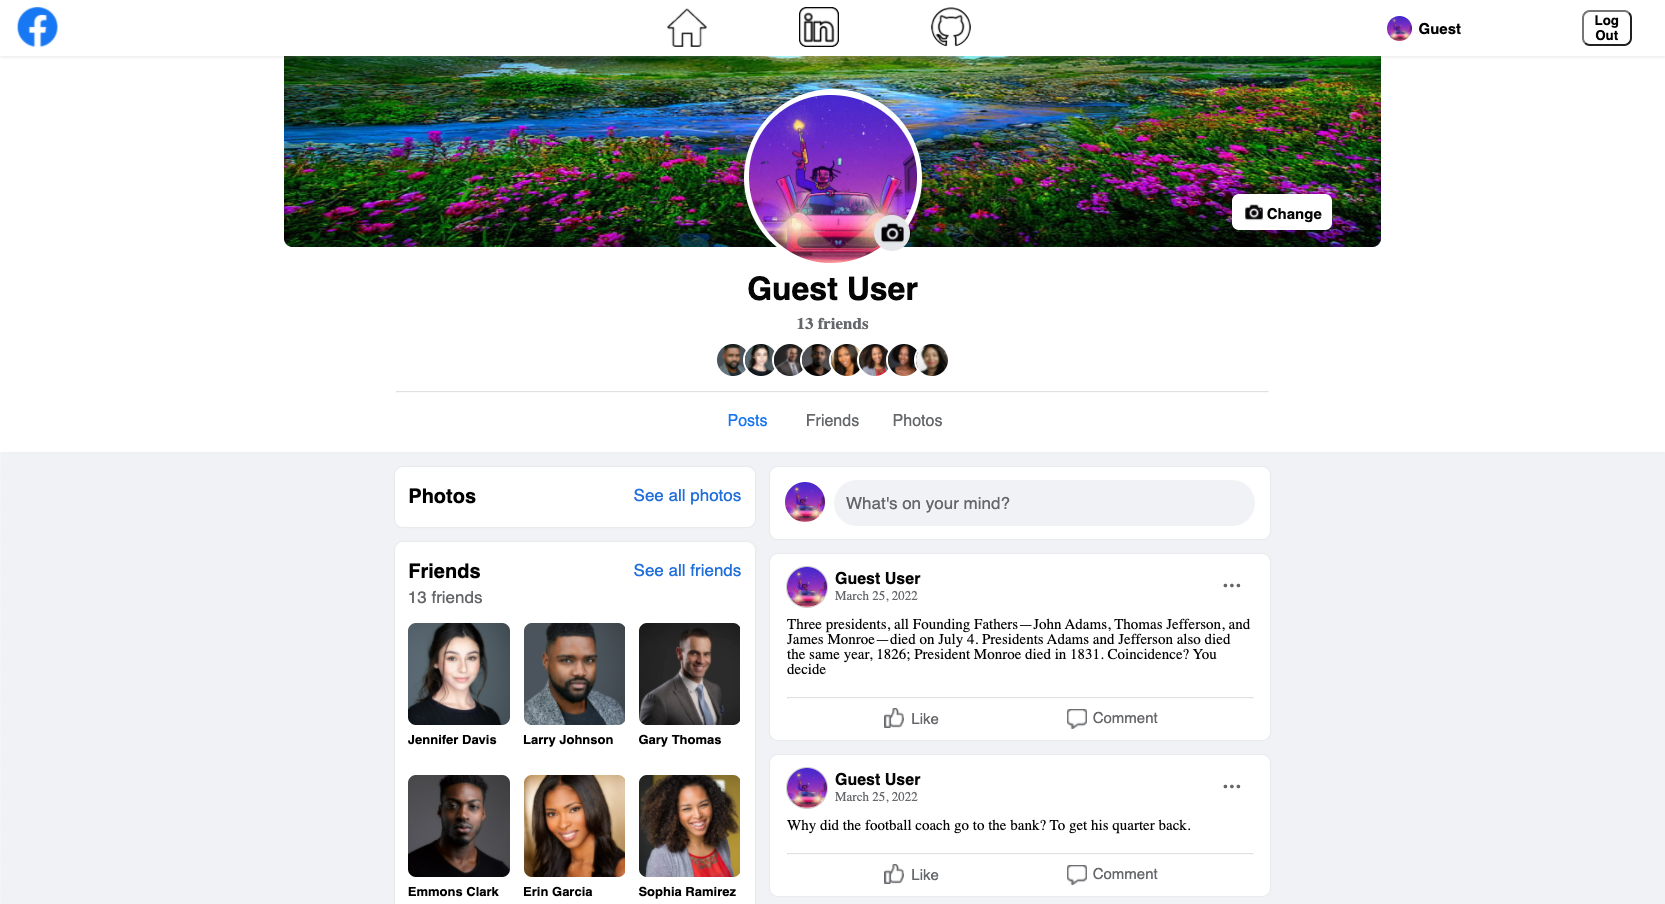 in
Guest
Log
Out
Change
Guest User
13 friends
Posts
Friends
Photos
Photos
See all photos
Friends
See all friends
13 friends
Jennifer Davis
Larry Johnson
Gary Thomas
Emmons Clark
Erin Garcia
Sophia Ramirez
What's on your mind?
Guest User
March 25, 2022
Three presidents, all Founding Fathers—John Adams, Thomas Jefferson, and
James Monroe—died on July 4. Presidents Adams and Jefferson also died
the same year, 1826; President Monroe died in 1831. Coincidence? You
decide
Like
Comment
Guest User
March 25, 2022
Why did the football coach go to the bank? To get his quarter back.
Like
Comment